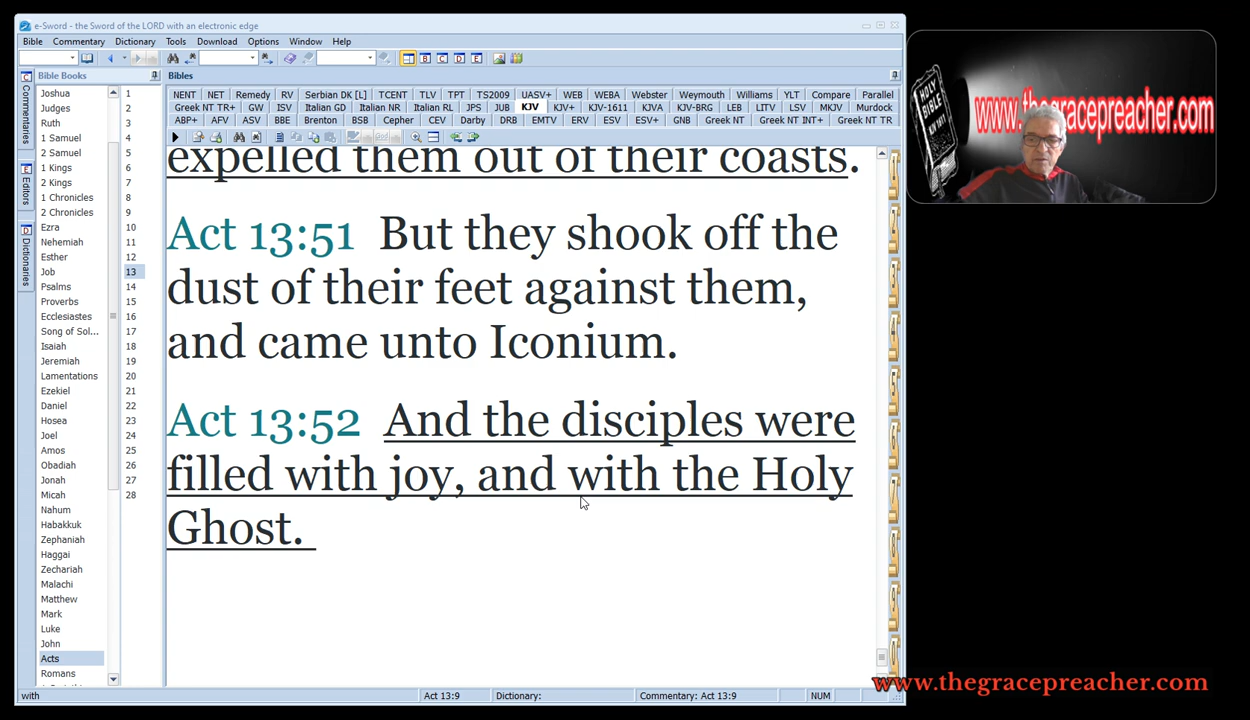 e-Sword - the Sword of the LORD with an electronic edge
Bible Commentary Dictionary Tools Download Options Window Help
Bible Books
Bibles
Commentaries
Editors
Dictionaries
Joshua
Judges
Ruth
1 Samuel
2 Samuel
1 Kings
2 Kings
1 Chronicles
2 Chronicles
Ezra
Nehemiah
Esther
Job
Psalms
Proverbs
Ecclesiastes
Song of Sol...
Isaiah
Jeremiah
Lamentations
Ezekiel
Daniel
Hosea
Joel
Amos
Obadiah
Jonah
Micah
Nahum
Habakkuk
Zephaniah
Haggai
Zechariah
Malachi
Matthew
Mark
Luke
John
Acts
Romans
1
2
3
4
5
6
7
8
9
10
11
12
13
14
15
16
17
18
19
20
21
22
23
24
25
26
27
28
NENT NET Remedy RV Serbian DK [L] TCENT TLV TPT TS2009 UASV+ WEB WEBA Webster Weymouth Williams YLT Compare Parallel
Greek NT TR+ GW ISV Italian GD Italian NR Italian RL JPS JUB KJV KJV+ KJV-1611 KJVA KJV-BRG LEB LITV LSV MKJV Murdock
ABP+ AFV ASV BBE Brenton BSB Cepher CEV Darby DRB EMTV ERV ESV ESV+ GNB Greek NT Greek NT INT+ Greek NT TR
expelled them out of their coasts.
Act 13:51 But they shook off the
dust of their feet against them,
and came unto Iconium.
Act 13:52 And the disciples were
filled with joy, and with the Holy
Ghost.
with Act 13:9 Dictionary: Commentary: Act 13:9 NUM
HOLY BIBLE
www.thegracepreacher.com
www.thegracepreacher.com